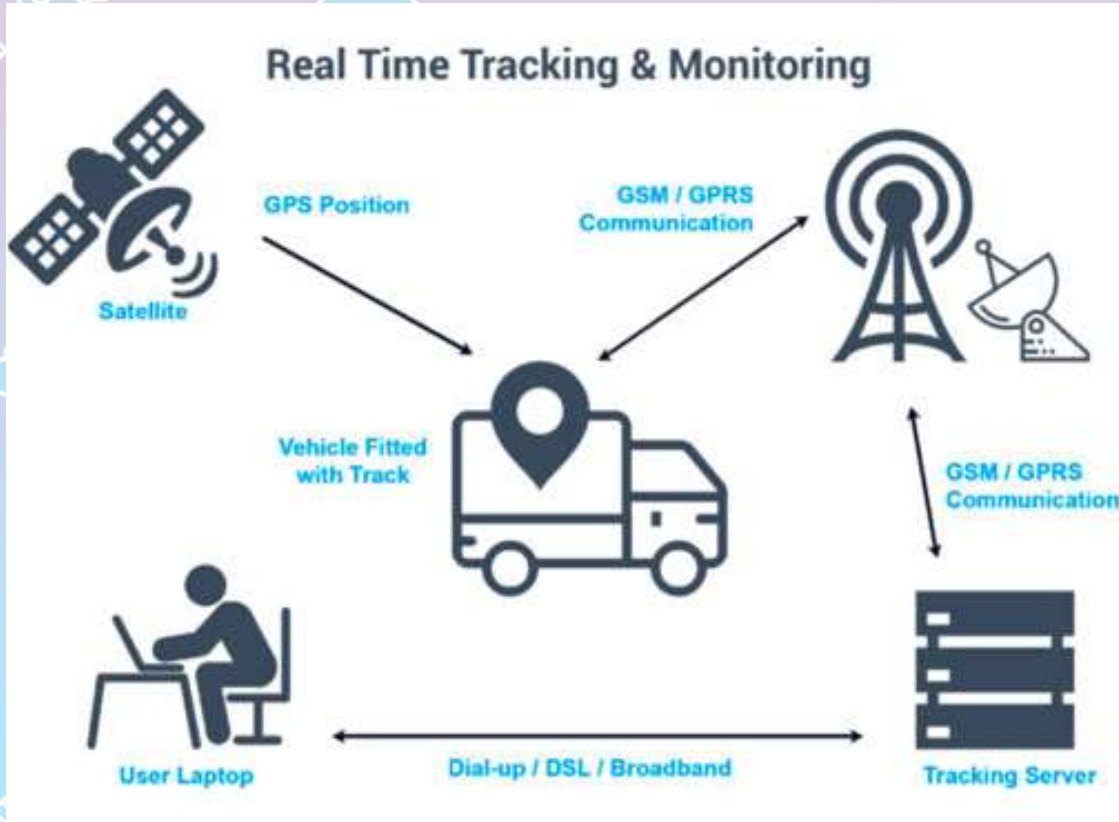 Real Time Tracking & Monitoring
GPS Position
GSM / GPRS
Communication
Satellite
Vehicle Fitted
with Track
GSM / GPRS
Communication
User Laptop
Dial-up / DSL / Broadband
Tracking Server